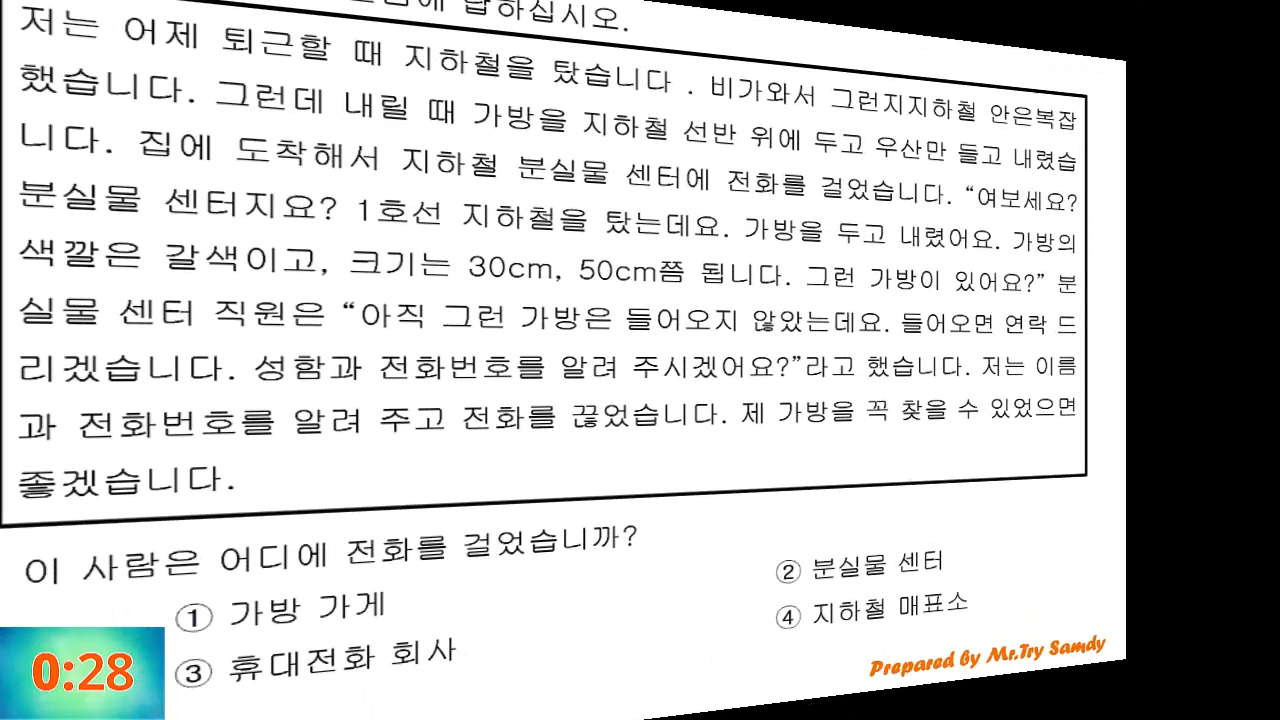 답하십시오.
저는 어제 퇴근할 때 지하철을 탔습니다 . 비가와서 그런지지하철 안은복잡
했습니다. 그런데 내릴 때 가방을 지하철 선반 위에 두고 우산만 들고 내렸습
니다. 집에 도착해서 지하철 분실물 센터에 전화를 걸었습니다. “여보세요?
분실물 센터지요? 1호선 지하철을 탔는데요. 가방을 두고 내렸어요. 가방의
색깔은 갈색이고, 크기는 30cm, 50cm쯤 됩니다. 그런 가방이 있어요?” 분
실물 센터 직원은 “아직 그런 가방은 들어오지 않았는데요. 들어오면 연락 드
리겠습니다. 성함과 전화번호를 알려 주시겠어요?”라고 했습니다. 저는 이름
과 전화번호를 알려 주고 전화를 끊었습니다. 제 가방을 꼭 찾을 수 있었으면
좋겠습니다.
이 사람은 어디에 전화를 걸었습니까?
① 가방 가게
② 분실물 센터
③ 휴대전화 회사
④ 지하철 매표소
Prepared by Mr.Try Samdy
0:28